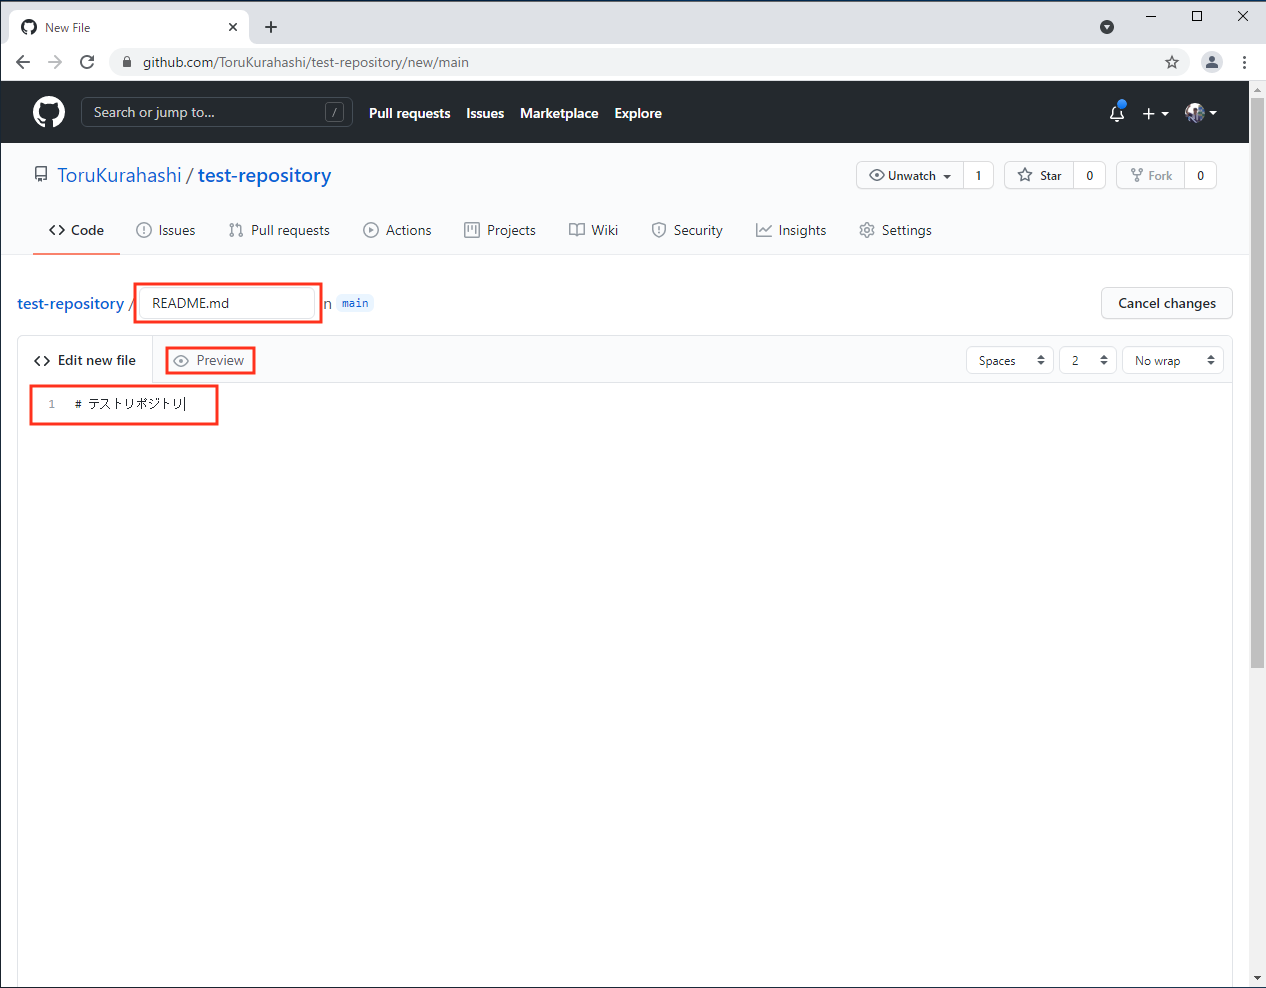 New File
github.com/ToruKurahashi/test-repository/new/main
Search or jump to... / Pull requests Issues Marketplace Explore
ToruKurahashi / test-repository Unwatch 1 Star 0 Fork 0
Code Issues Pull requests Actions Projects Wiki Security Insights Settings
test-repository / README.md n main Cancel changes
<> Edit new file Preview Spaces 2 No wrap
1 # テストリポジトリ